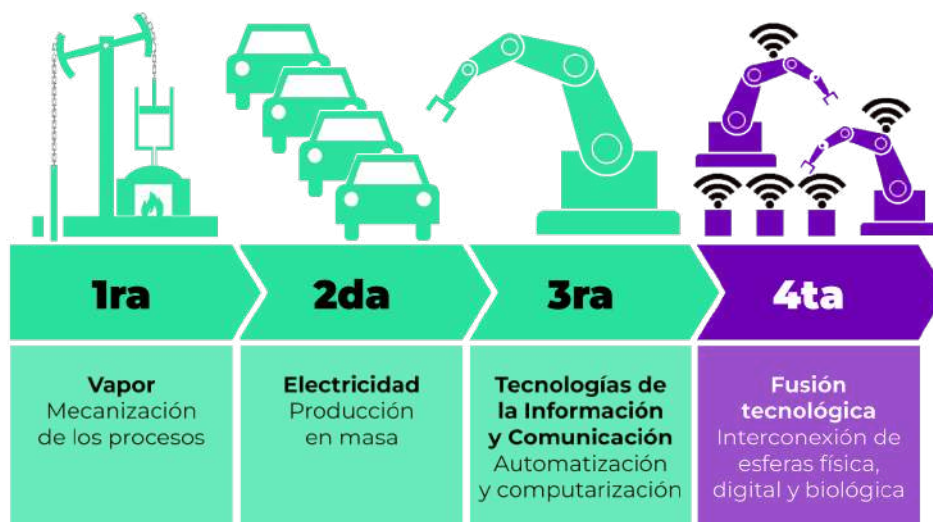 1ra
2da
3ra
4ta
Vapor
Mecanización
de los procesos
Electricidad
Producción
en masa
Tecnologías de
la Información
y Comunicación
Automatización
y computarización
Fusión
tecnológica
Interconexión de
esferas física,
digital y biológica